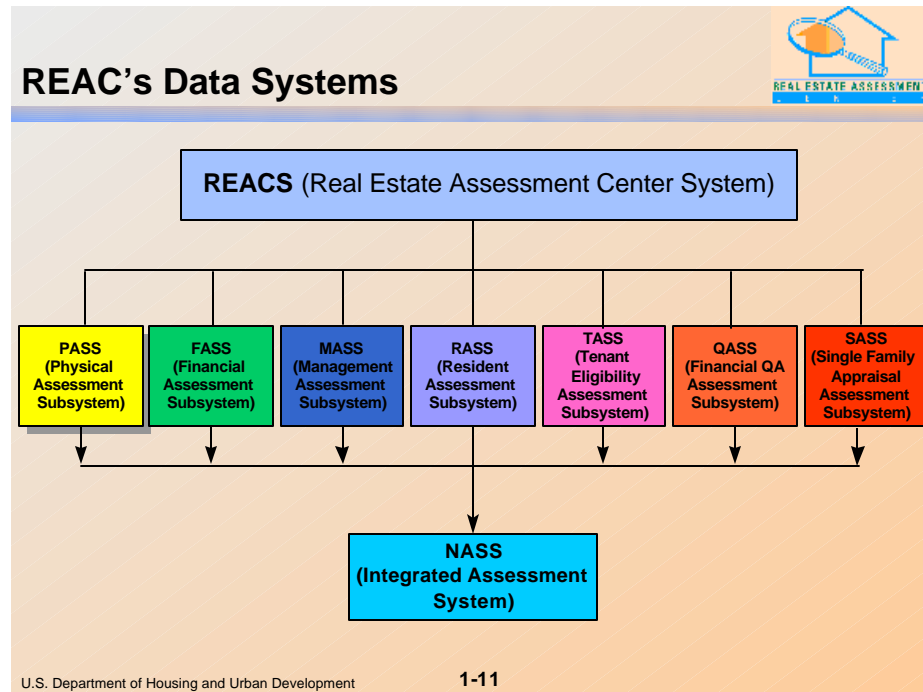 REAC’s Data Systems
REAL ESTATE ASSESSMENT
REACS (Real Estate Assessment Center System)
PASS
(Physical
Assessment
Subsystem)
FASS
(Financial
Assessment
Subsystem)
MASS
(Management
Assessment
Subsystem)
RASS
(Resident
Assessment
Subsystem)
TASS
(Tenant
Eligibility
Assessment
Subsystem)
QASS
(Financial QA
Assessment
Subsystem)
SASS
(Single Family
Appraisal
Assessment
Subsystem)
NASS
(Integrated Assessment
System)
U.S. Department of Housing and Urban Development
1-11